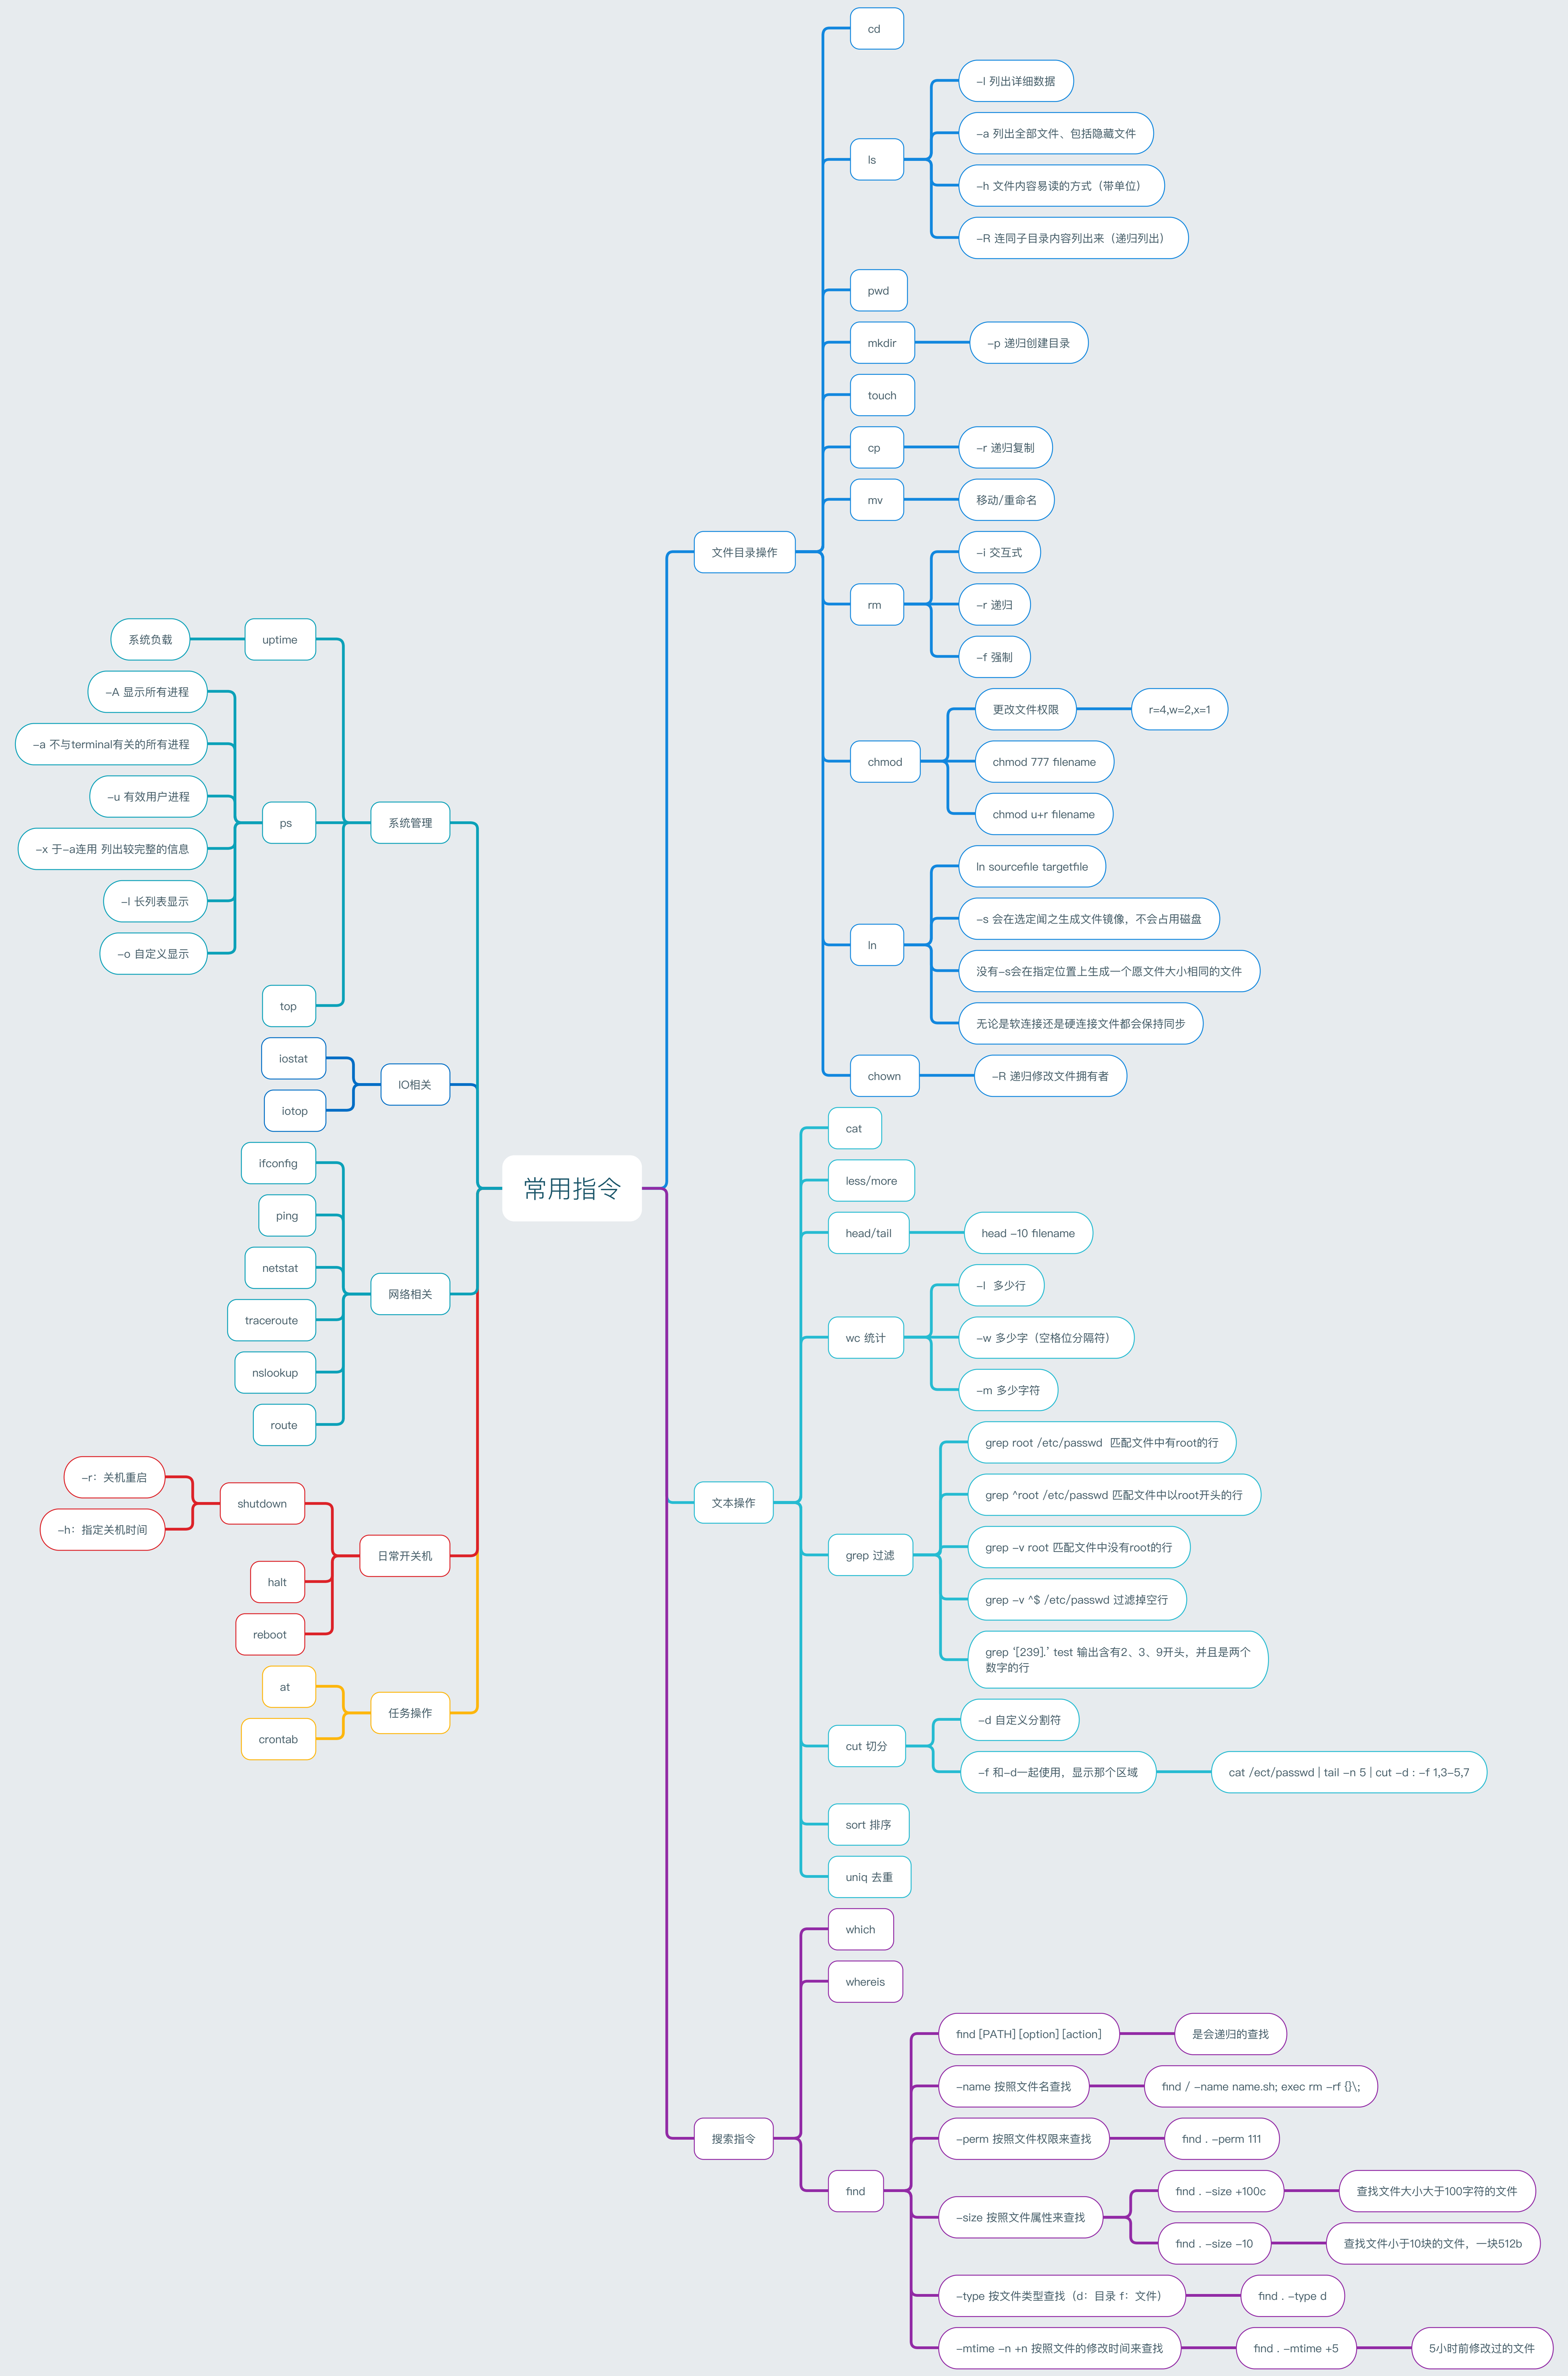 常用指令
文件目录操作
cd
ls
-l 列出详细数据
-a 列出全部文件、包括隐藏文件
-h 文件内容易读的方式（带单位）
-R 连同子目录内容列出来（递归列出）
pwd
mkdir
-p 递归创建目录
touch
cp
-r 递归复制
mv
移动/重命名
rm
-i 交互式
-r 递归
-f 强制
chmod
更改文件权限
r=4,w=2,x=1
chmod 777 filename
chmod u+r filename
ln
ln sourcefile targetfile
-s 会在选定闻之生成文件镜像，不会占用磁盘
没有-s会在指定位置上生成一个愿文件大小相同的文件
无论是软连接还是硬连接文件都会保持同步
chown
-R 递归修改文件拥有者
文本操作
cat
less/more
head/tail
head -10 filename
wc 统计
-l  多少行
-w 多少字（空格位分隔符）
-m 多少字符
grep 过滤
grep root /etc/passwd  匹配文件中有root的行
grep ^root /etc/passwd 匹配文件中以root开头的行
grep -v root 匹配文件中没有root的行
grep -v ^$ /etc/passwd 过滤掉空行
grep ‘[239].’ test 输出含有2、3、9开头，并且是两个
数字的行
cut 切分
-d 自定义分割符
-f 和-d一起使用，显示那个区域
cat /ect/passwd | tail -n 5 | cut -d : -f 1,3-5,7
sort 排序
uniq 去重
搜索指令
which
whereis
find
find [PATH] [option] [action]
是会递归的查找
-name 按照文件名查找
find / -name name.sh; exec rm -rf {}\;
-perm 按照文件权限来查找
find . -perm 111
-size 按照文件属性来查找
find . -size +100c
查找文件大小大于100字符的文件
find . -size -10
查找文件小于10块的文件，一块512b
-type 按文件类型查找（d：目录 f：文件）
find . -type d
-mtime -n +n 按照文件的修改时间来查找
find . -mtime +5
5小时前修改过的文件
系统管理
uptime
系统负载
ps
-A 显示所有进程
-a 不与terminal有关的所有进程
-u 有效用户进程
-x 于-a连用 列出较完整的信息
-l 长列表显示
-o 自定义显示
top
IO相关
iostat
iotop
网络相关
ifconfig
ping
netstat
traceroute
nslookup
route
日常开关机
shutdown
-r：关机重启
-h：指定关机时间
halt
reboot
任务操作
at
crontab